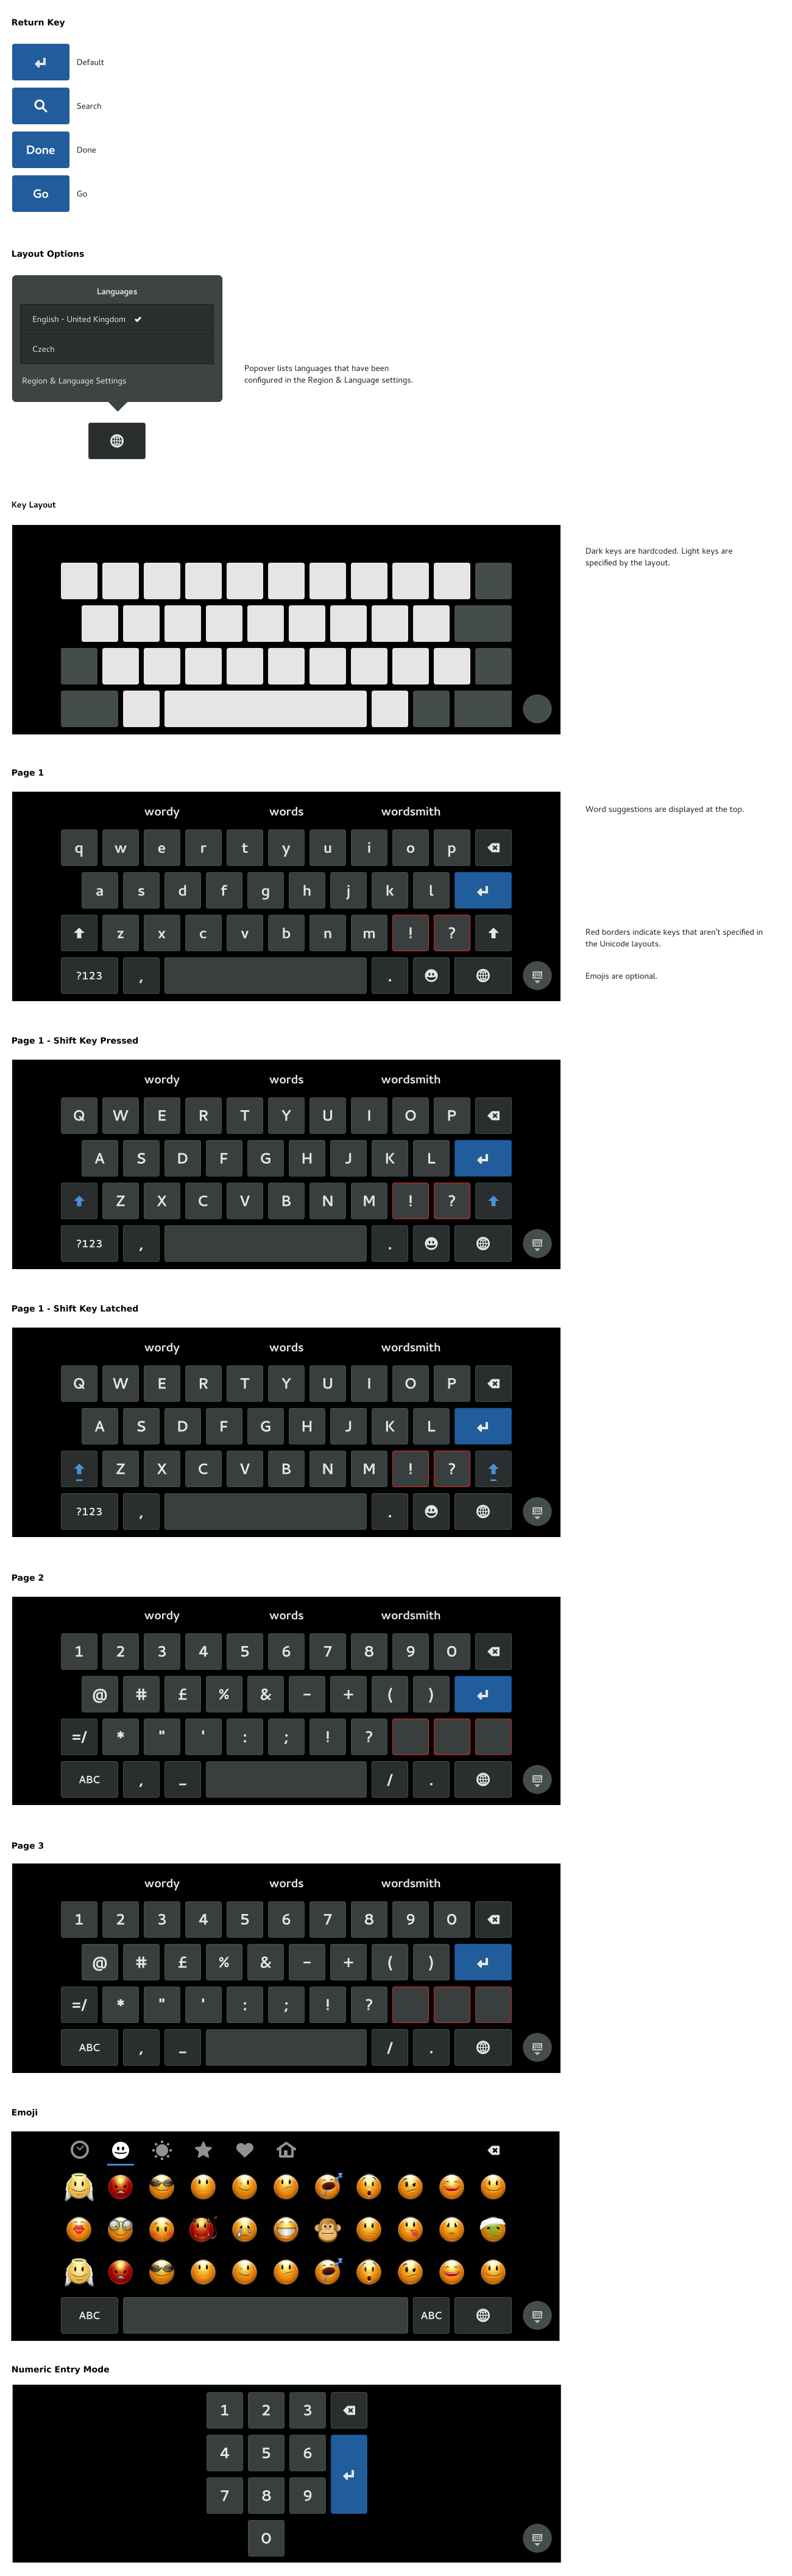 Return Key
Default
Search
Done Done
Go Go
Layout Options
Languages
English - United Kingdom
Czech
Region & Language Settings
Popover lists languages that have been
configured in the Region & Language settings.
Key Layout
Dark keys are hardcoded. Light keys are
specified by the layout.
Page 1
wordy words wordsmith
Word suggestions are displayed at the top.
q w e r t y u i o p
a s d f g h j k l
z x c v b n m ! ?
Red borders indicate keys that aren't specified in
the Unicode layouts.
?123 , .
Emojis are optional.
Page 1 - Shift Key Pressed
wordy words wordsmith
Q W E R T Y U I O P
A S D F G H J K L
Z X C V B N M ! ?
?123 , .
Page 1 - Shift Key Latched
wordy words wordsmith
Q W E R T Y U I O P
A S D F G H J K L
Z X C V B N M ! ?
?123 , .
Page 2
wordy words wordsmith
1 2 3 4 5 6 7 8 9 0
@ # £ % & - + ( )
=/ * " ' : ; ! ?
ABC , _ / .
Page 3
wordy words wordsmith
1 2 3 4 5 6 7 8 9 0
@ # £ % & - + ( )
=/ * " ' : ; ! ?
ABC , _ / .
Emoji
ABC ABC
Numeric Entry Mode
1 2 3
4 5 6
7 8 9
0